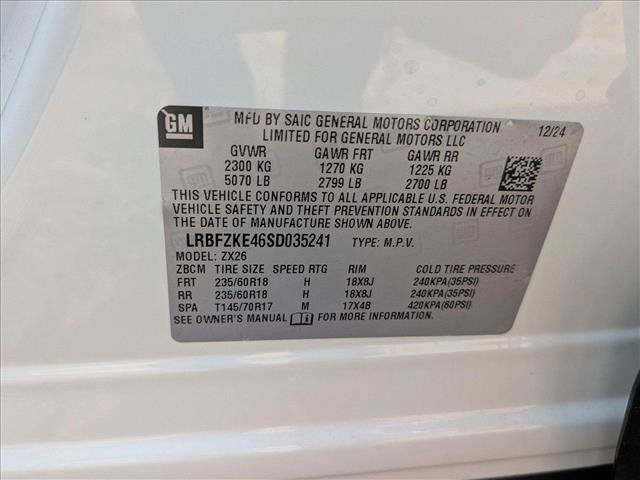 GM
MFD BY SAIC GENERAL MOTORS CORPORATION 12/24
LIMITED FOR GENERAL MOTORS LLC
GVWR GAWR FRT GAWR RR
2300 KG 1270 KG 1225 KG
5070 LB 2799 LB 2700 LB
THIS VEHICLE CONFORMS TO ALL APPLICABLE U.S. FEDERAL MOTOR
VEHICLE SAFETY AND THEFT PREVENTION STANDARDS IN EFFECT ON
THE DATE OF MANUFACTURE SHOWN ABOVE.
LRBFZKE46SD035241 TYPE: M.P.V.
MODEL: ZX26
ZBCM TIRE SIZE SPEED RTG RIM COLD TIRE PRESSURE
FRT 235/60R18 H 18X8J 240KPA(35PSI)
RR 235/60R18 H 18X8J 240KPA(35PSI)
SPA T145/70R17 M 17X4B 420KPA(60PSI)
SEE OWNER'S MANUAL FOR MORE INFORMATION.